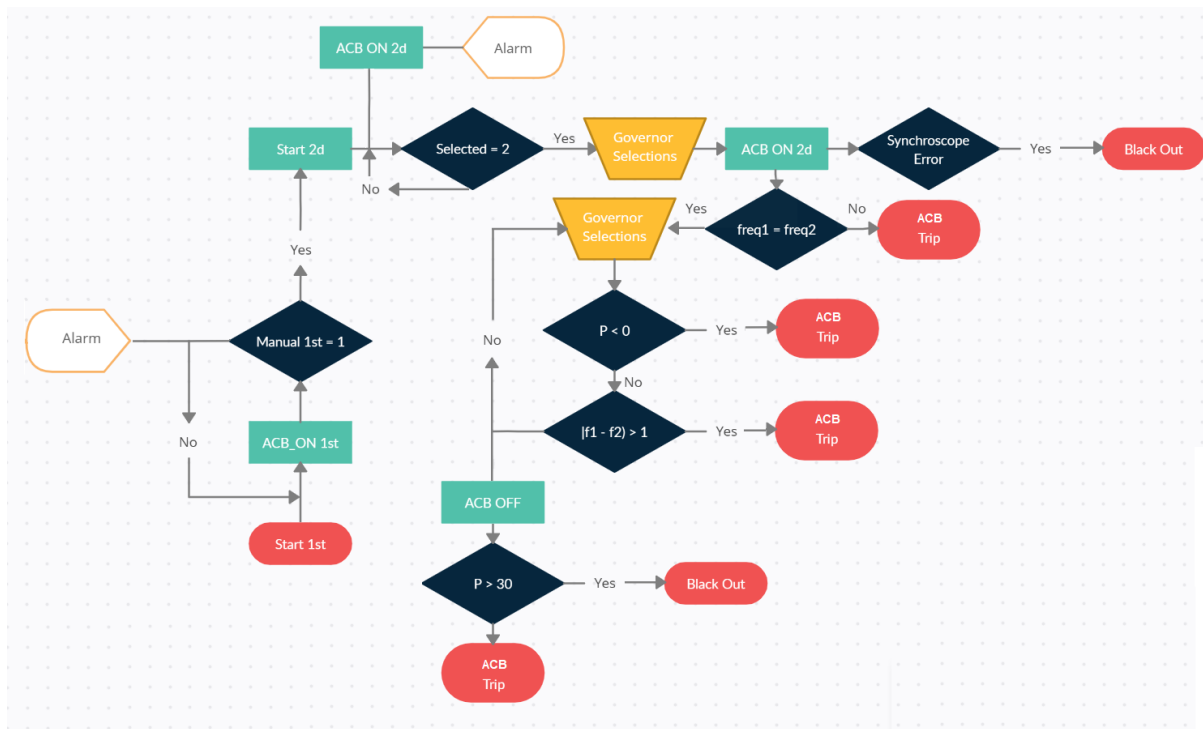 ACB ON 2d
Alarm
Start 2d
Selected = 2
Yes
Governor
Selections
ACB ON 2d
Synchroscope
Error
Yes
Black Out
No
Governor
Selections
Yes
freq1 = freq2
No
ACB
Trip
Yes
Alarm
Manual 1st = 1
No
P < 0
Yes
ACB
Trip
No
No
ACB_ON 1st
|f1 - f2) > 1
Yes
ACB
Trip
ACB OFF
Start 1st
P > 30
Yes
Black Out
ACB
Trip